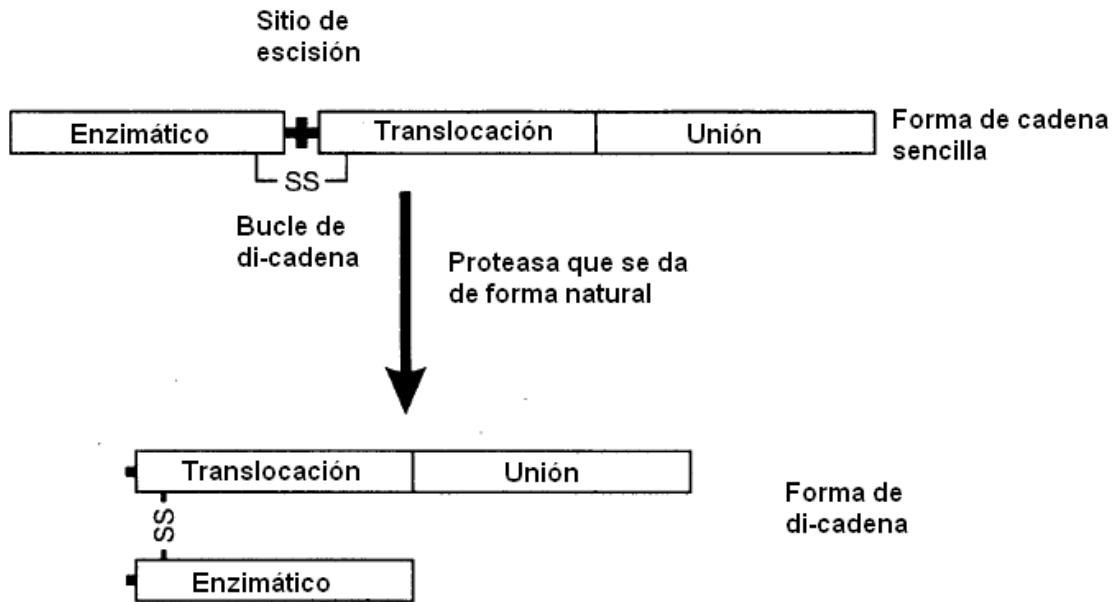 Sitio de
escisión
Enzimático
Translocación
Unión
Forma de cadena
sencilla
SS
Bucle de
di-cadena
Proteasa que se da
de forma natural
Translocación
Unión
SS
Forma de
di-cadena
Enzimático